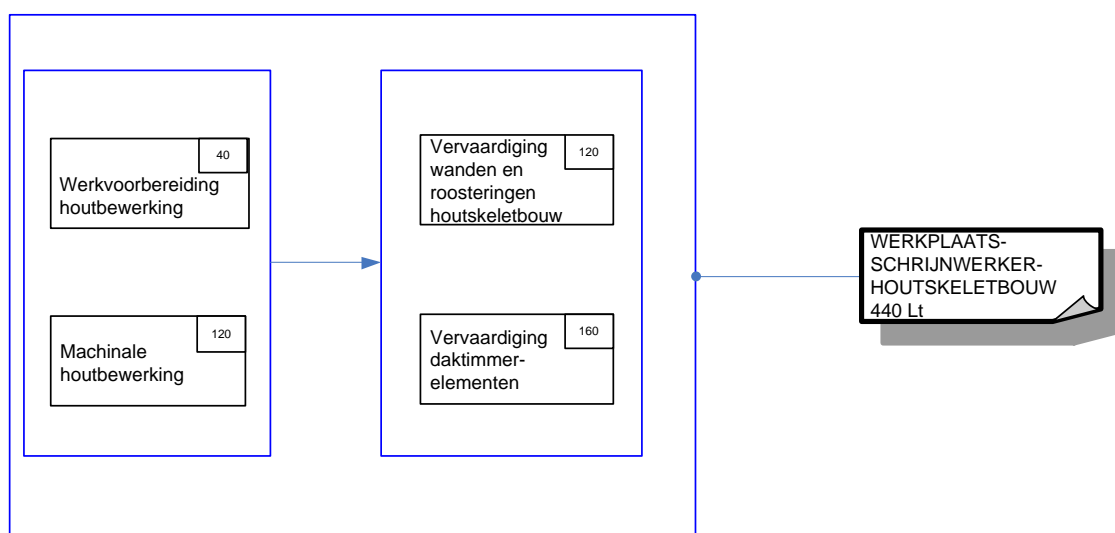 40
Werkvoorbereiding
houtbewerking
120
Machinale
houtbewerking
Vervaardiging
wanden en
roosteringen
houtskeletbouw
120
Vervaardiging
daktimmer-
elementen
160
WERKPLAATS-
SCHRIJNWERKER-
HOUTSKELETBOUW
440 Lt